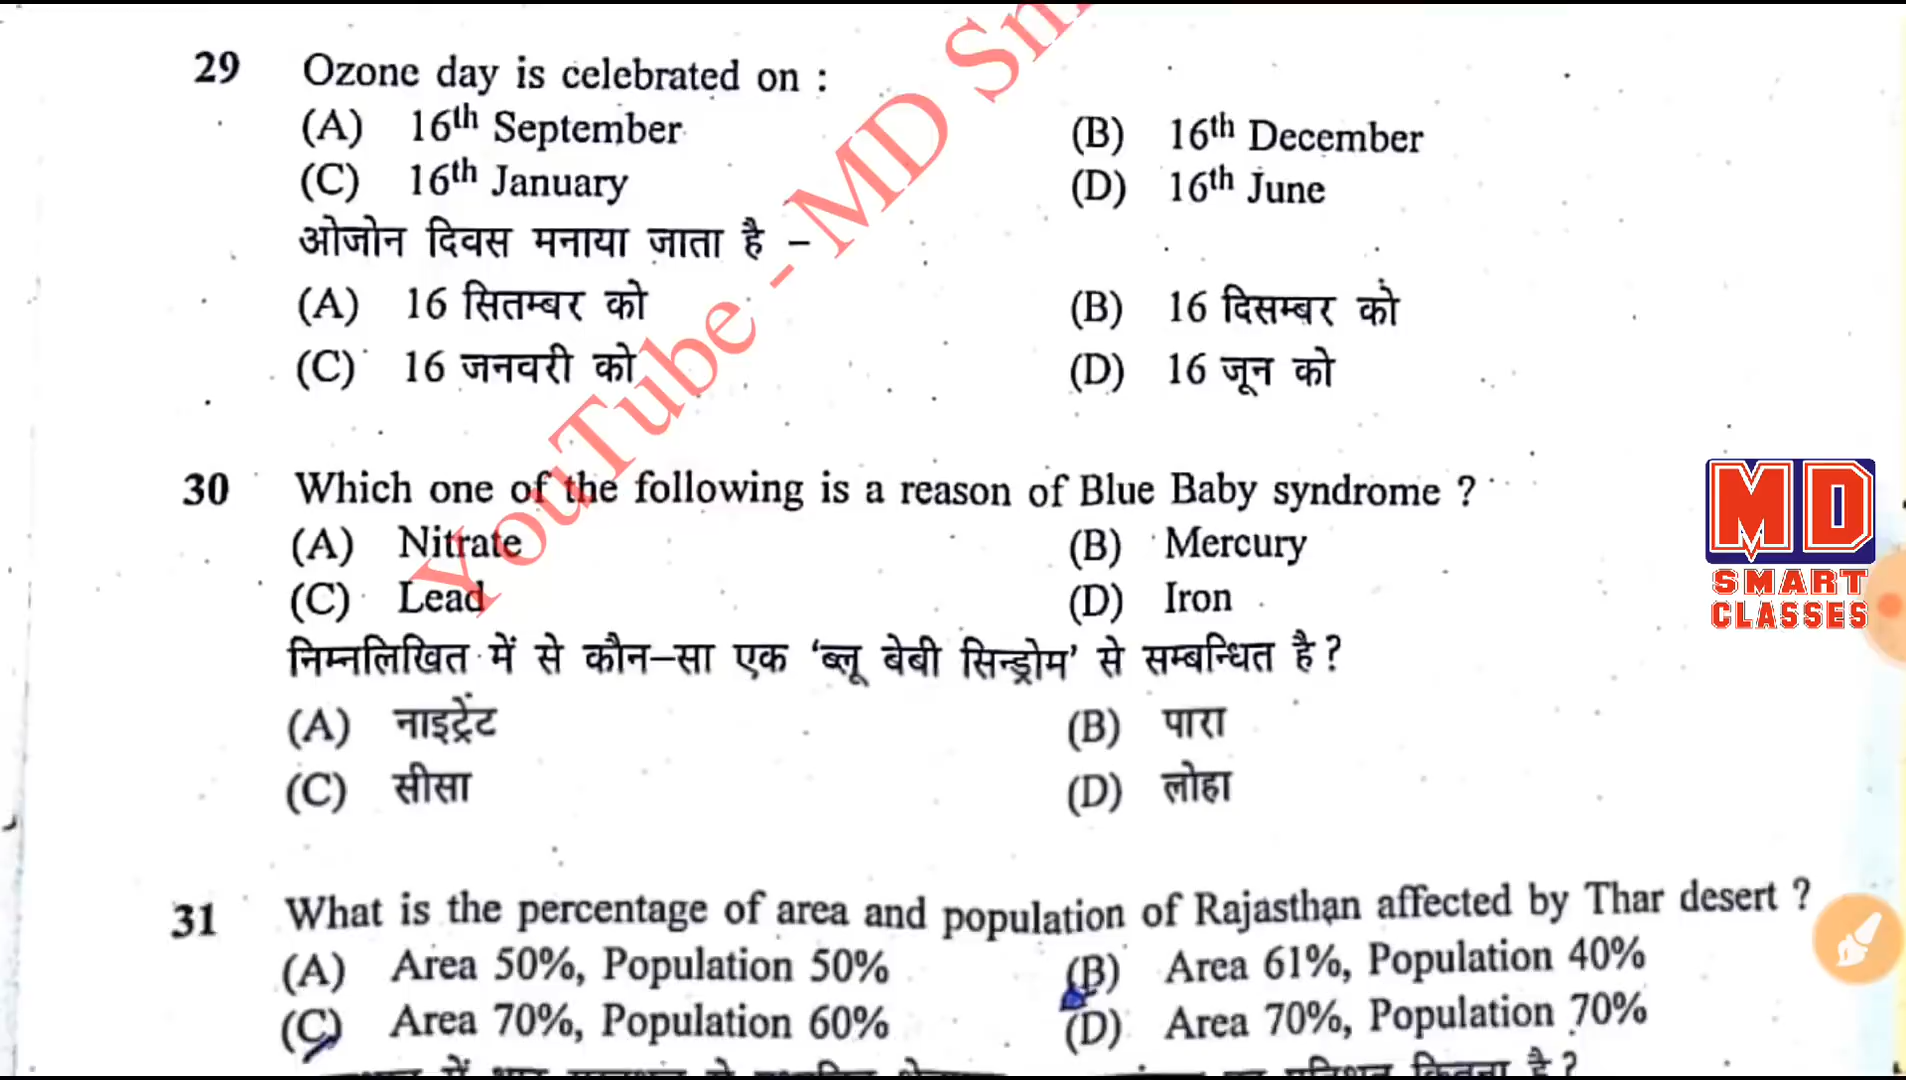 29 Ozone day is celebrated on :
(A) 16th September (B) 16th December
(C) 16th January (D) 16th June
ओजोन दिवस मनाया जाता है –
(A) 16 सितम्बर को (B) 16 दिसम्बर को
(C) 16 जनवरी को (D) 16 जून को
30 Which one of the following is a reason of Blue Baby syndrome ?
(A) Nitrate (B) Mercury
(C) Lead (D) Iron
निम्नलिखित में से कौन–सा एक ‘ब्लू बेबी सिन्ड्रोम’ से सम्बन्धित है ?
(A) नाइट्रेंट (B) पारा
(C) सीसा (D) लोहा
31 What is the percentage of area and population of Rajasthan affected by Thar desert ?
(A) Area 50%, Population 50% (B) Area 61%, Population 40%
(C) Area 70%, Population 60% (D) Area 70%, Population 70%
है ?
YouTube - MD
MD
SMART
CLASSES